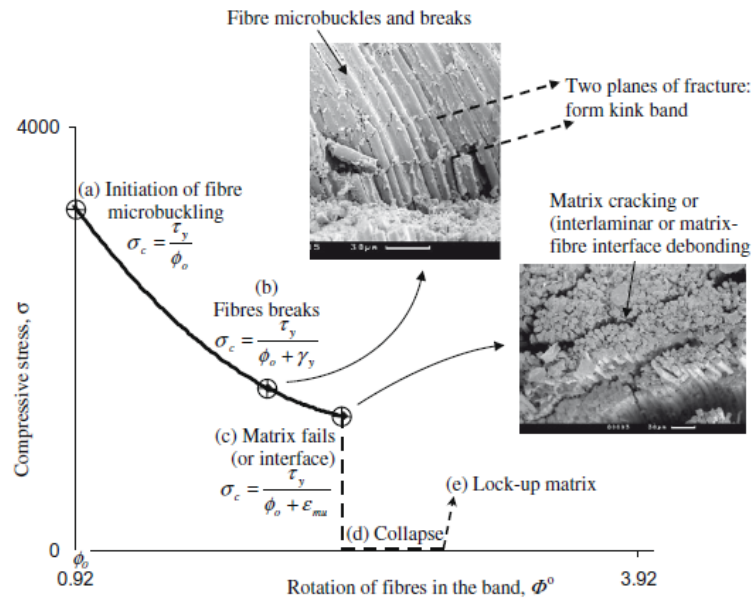 Fibre microbuckles and breaks
Two planes of fracture:
form kink band
4000
(a) Initiation of fibre
microbuckling
σc = τy / ϕo
Matrix cracking or
(interlaminar or matrix-
fibre interface debonding
15 30μm
(b)
Fibres breaks
σc = τy / ϕo + γy
Compressive stress, σ
00005
(c) Matrix fails
(or interface)
σc = τy / ϕo + εmu
(e) Lock-up matrix
(d) Collapse
0
ϕo
0.92
3.92
Rotation of fibres in the band, Φ°